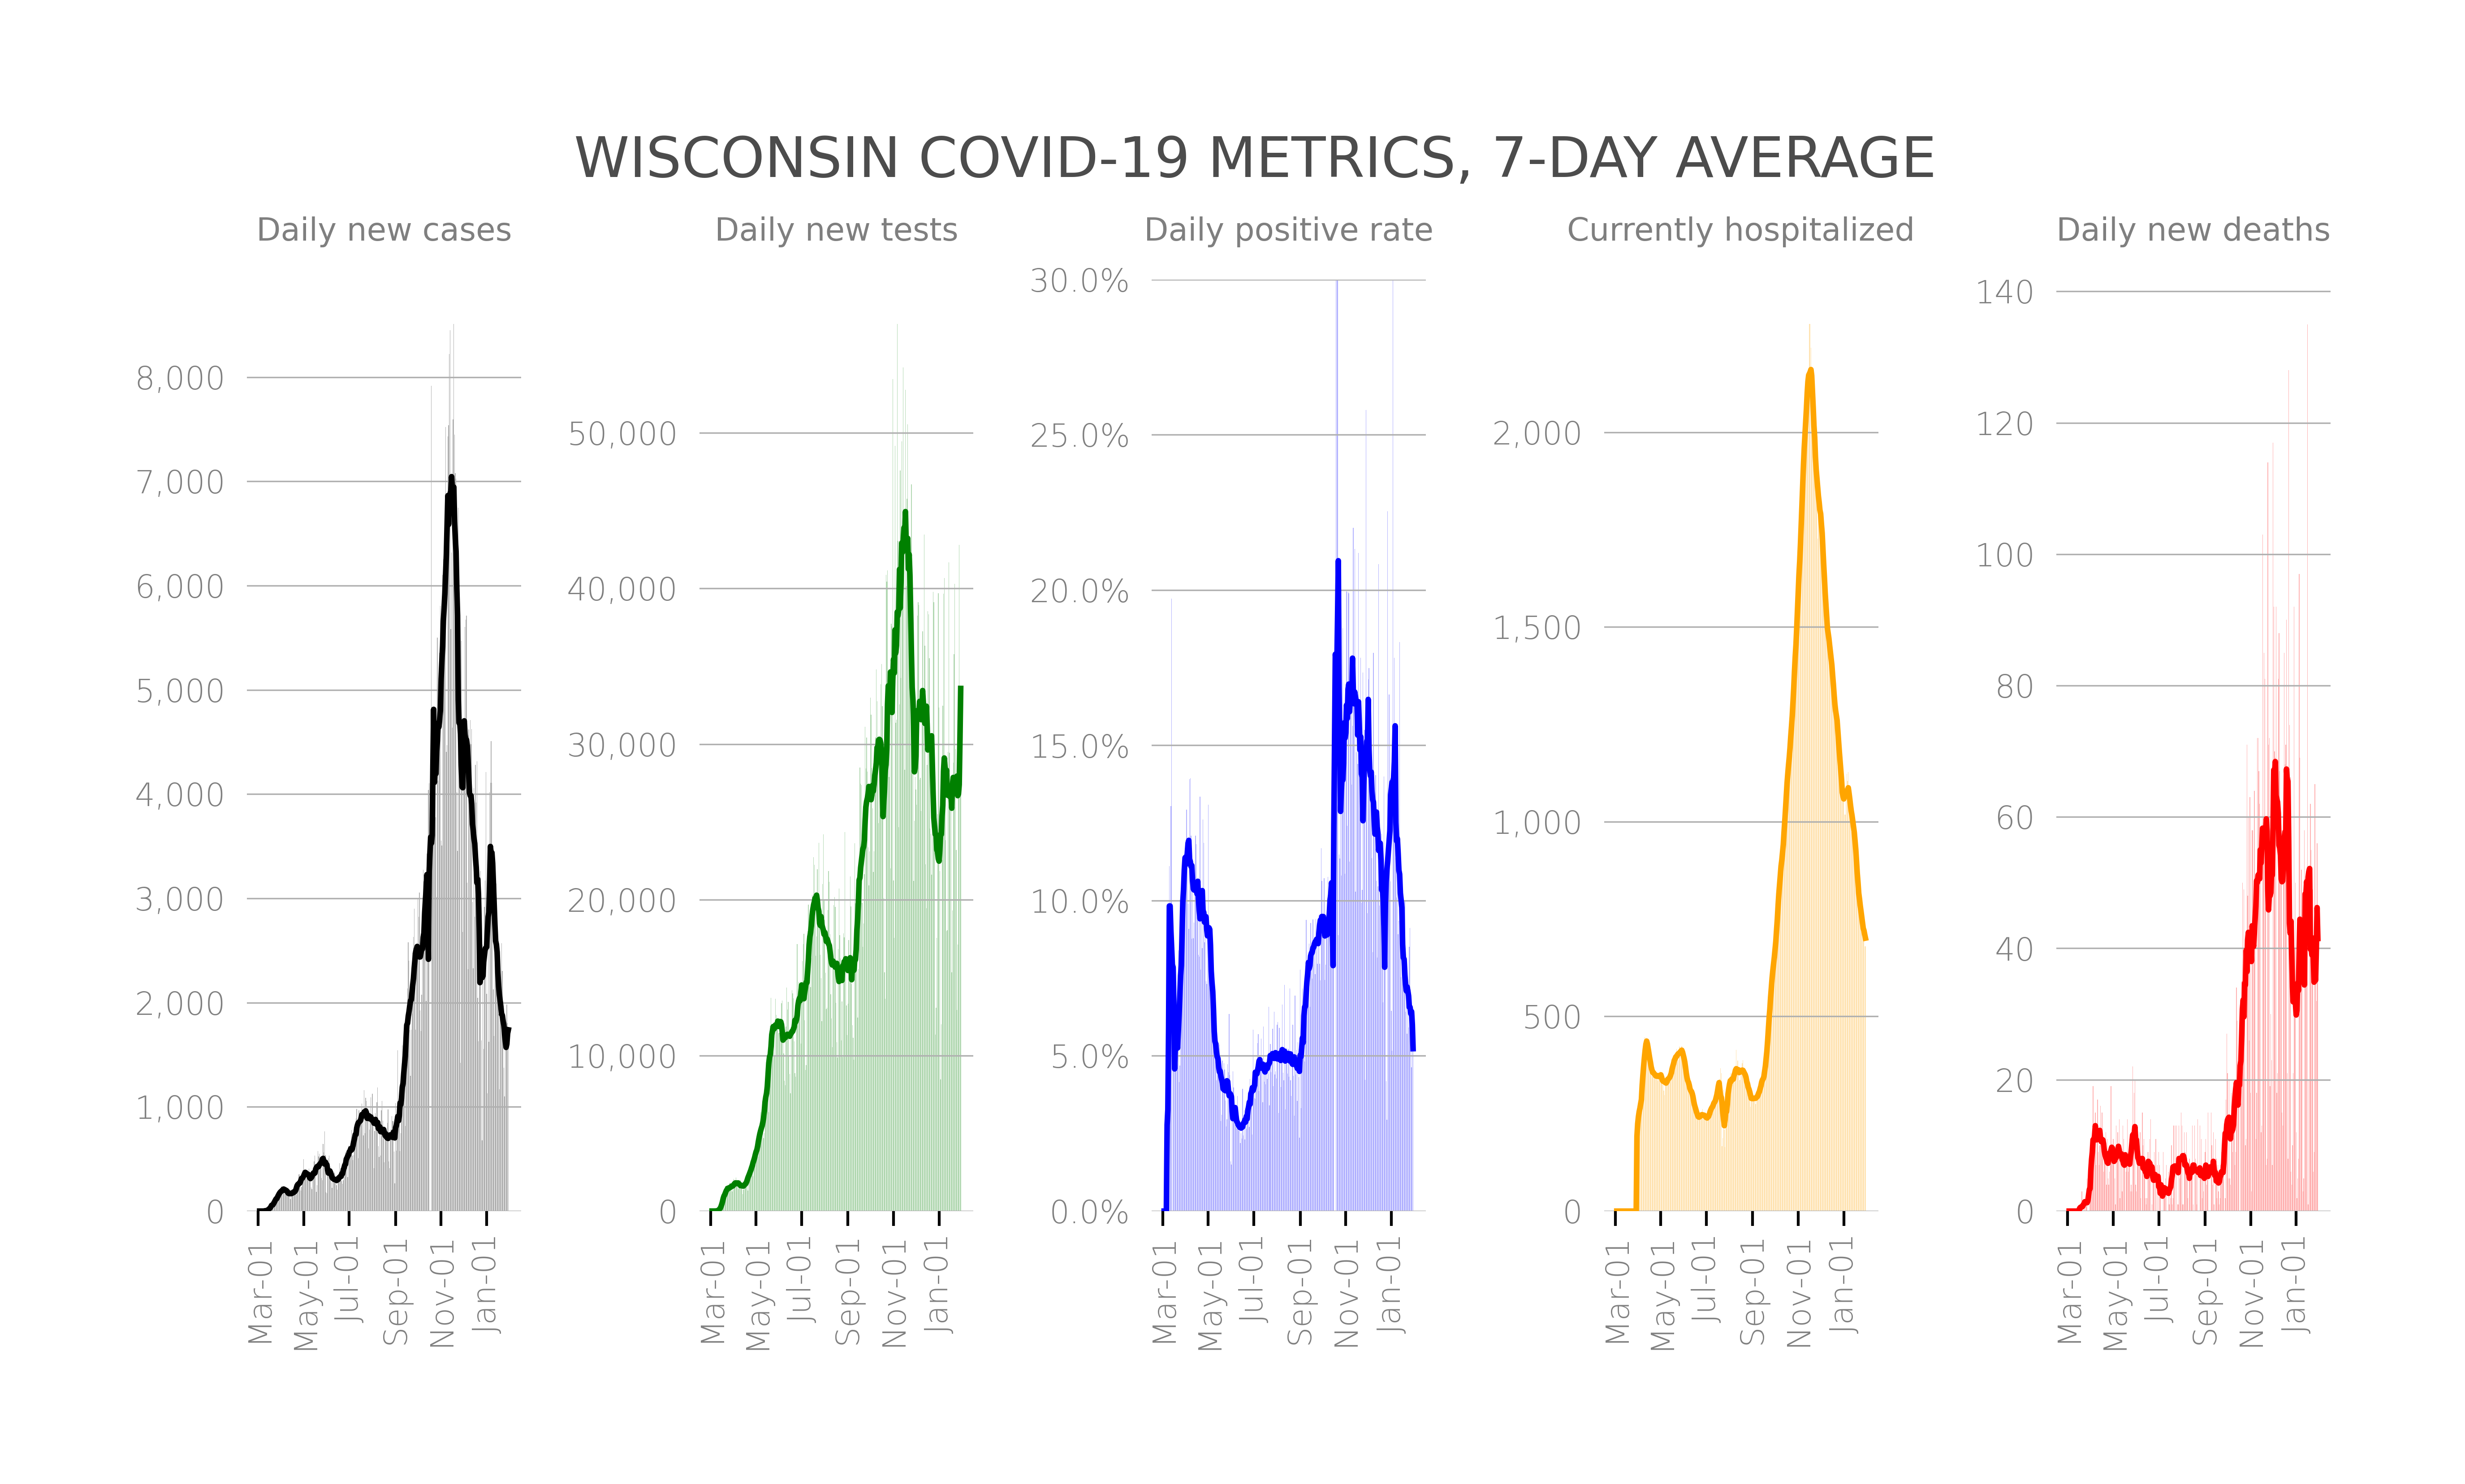 WISCONSIN COVID-19 METRICS, 7-DAY AVERAGE
Daily new cases
8,000
7,000
6,000
5,000
4,000
3,000
2,000
1,000
0
Mar-01
May-01
Jul-01
Sep-01
Nov-01
Jan-01
Daily new tests
50,000
40,000
30,000
20,000
10,000
0
Mar-01
May-01
Jul-01
Sep-01
Nov-01
Jan-01
Daily positive rate
30.0%
25.0%
20.0%
15.0%
10.0%
5.0%
0.0%
Mar-01
May-01
Jul-01
Sep-01
Nov-01
Jan-01
Currently hospitalized
2,000
1,500
1,000
500
0
Mar-01
May-01
Jul-01
Sep-01
Nov-01
Jan-01
Daily new deaths
140
120
100
80
60
40
20
0
Mar-01
May-01
Jul-01
Sep-01
Nov-01
Jan-01